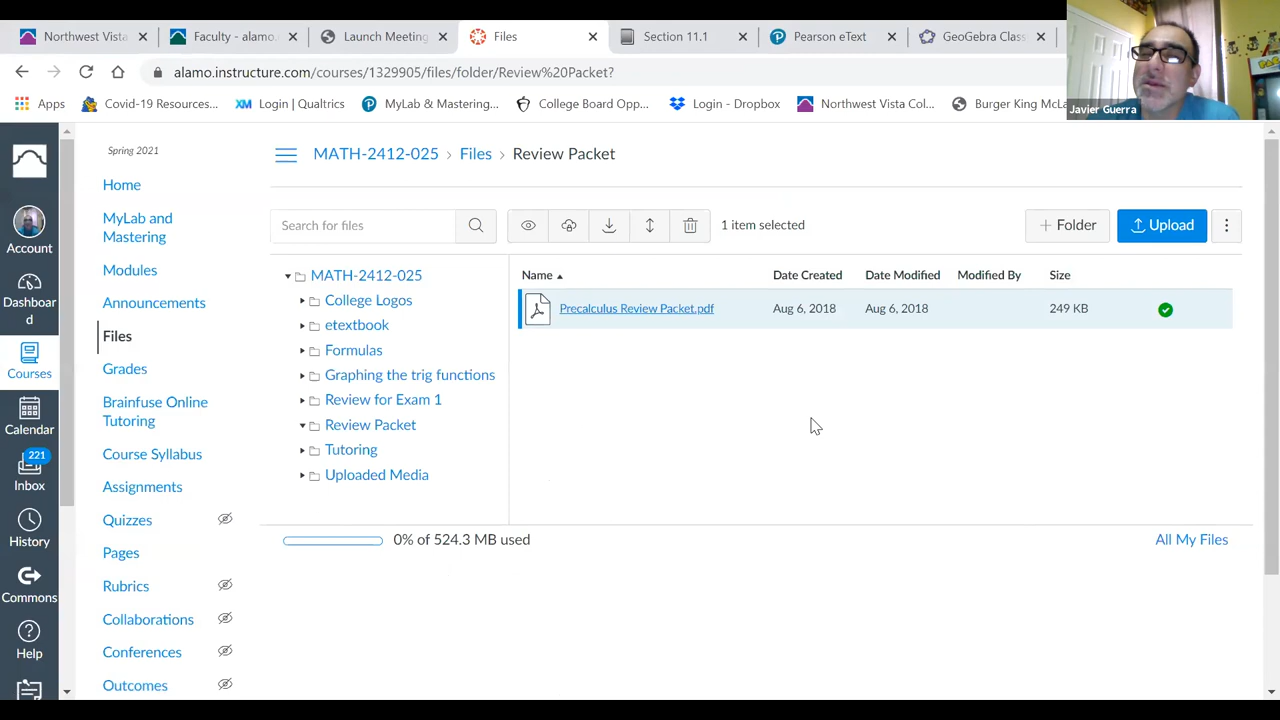 Northwest Vista
Faculty - alamo.
Launch Meeting
Files
Section 11.1
Pearson eText
GeoGebra Class
alamo.instructure.com/courses/1329905/files/folder/Review%20Packet?
Apps
Covid-19 Resources...
XM Login | Qualtrics
MyLab & Mastering...
College Board Opp...
Login - Dropbox
Northwest Vista Col...
Burger King McLa
Javier Guerra
Account
Dashboar
d
Courses
Calendar
221
Inbox
History
Commons
Help
Spring 2021
Home
MyLab and
Mastering
Modules
Announcements
Files
Grades
Brainfuse Online
Tutoring
Course Syllabus
Assignments
Quizzes
Pages
Rubrics
Collaborations
Conferences
Outcomes
MATH-2412-025 › Files › Review Packet
Search for files
1 item selected
+ Folder
Upload
MATH-2412-025
College Logos
etextbook
Formulas
Graphing the trig functions
Review for Exam 1
Review Packet
Tutoring
Uploaded Media
Name Date Created Date Modified Modified By Size
Precalculus Review Packet.pdf Aug 6, 2018 Aug 6, 2018 249 KB
0% of 524.3 MB used
All My Files